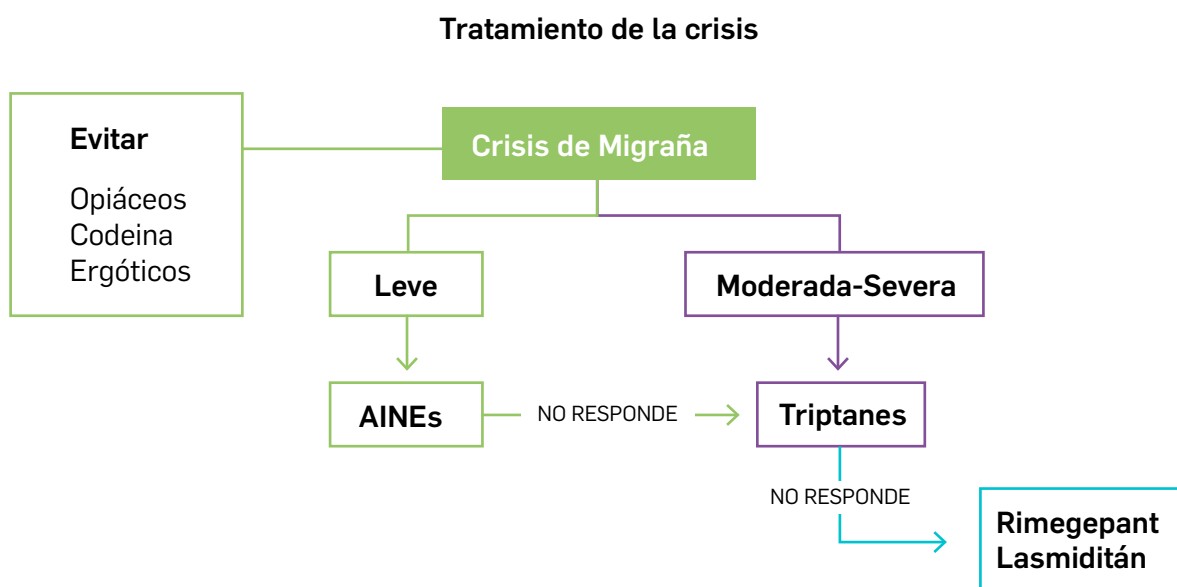 Tratamiento de la crisis
Evitar
Opiáceos
Codeina
Ergóticos
Crisis de Migraña
Leve
Moderada-Severa
AINEs
NO RESPONDE
Triptanes
NO RESPONDE
Rimegepant
Lasmiditán